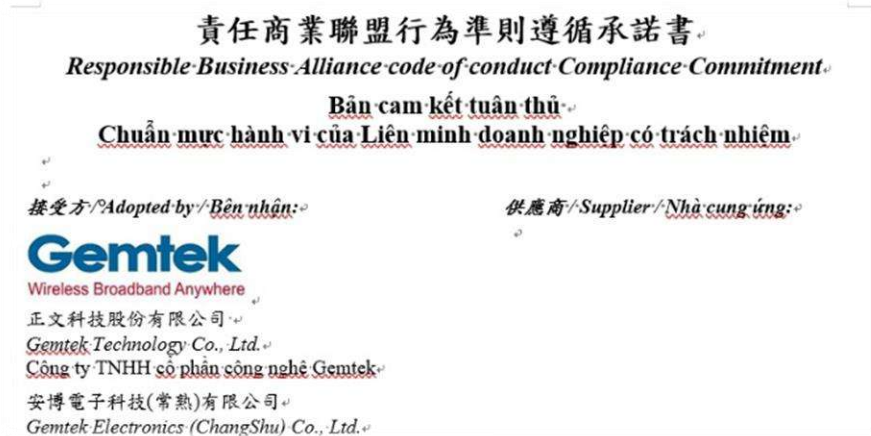 責任商業聯盟行為準則遵循承諾書
Responsible Business Alliance code of conduct Compliance Commitment
Bản cam kết tuân thủ
Chuẩn mực hành vi của Liên minh doanh nghiệp có trách nhiệm
接受方 / Adopted by / Bên nhận:
供應商 / Supplier / Nhà cung ứng:
Gemtek
Wireless Broadband Anywhere
正文科技股份有限公司
Gemtek Technology Co., Ltd.
Công ty TNHH cổ phần công nghệ Gemtek
安博電子科技(常熟)有限公司
Gemtek Electronics (ChangShu) Co., Ltd.